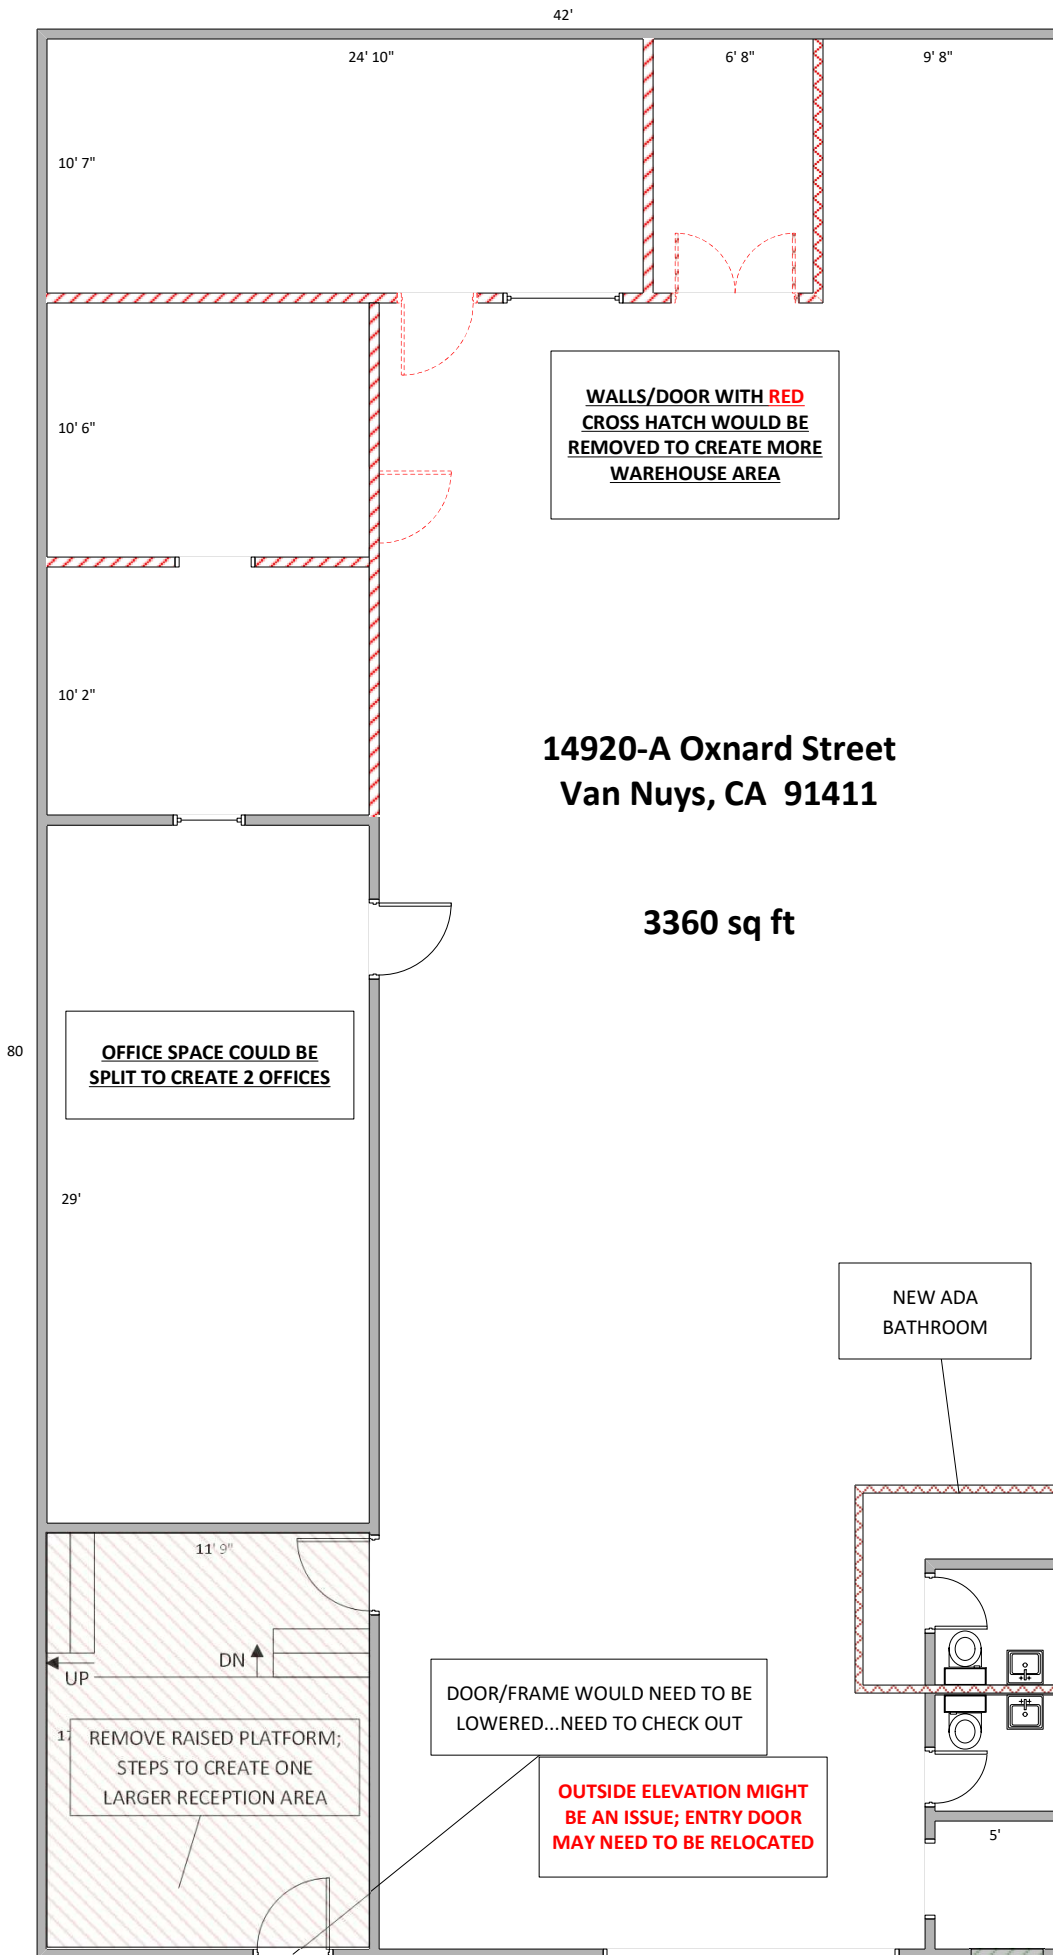 42'
24' 10"
6' 8"
9' 8"
10' 7"
WALLS/DOOR WITH RED
CROSS HATCH WOULD BE
REMOVED TO CREATE MORE
WAREHOUSE AREA
10' 6"
10' 2"
14920-A Oxnard Street
Van Nuys, CA 91411
3360 sq ft
80
OFFICE SPACE COULD BE
SPLIT TO CREATE 2 OFFICES
29'
NEW ADA
BATHROOM
11' 9"
DN
UP
17
REMOVE RAISED PLATFORM;
STEPS TO CREATE ONE
LARGER RECEPTION AREA
DOOR/FRAME WOULD NEED TO BE
LOWERED...NEED TO CHECK OUT
OUTSIDE ELEVATION MIGHT
BE AN ISSUE; ENTRY DOOR
MAY NEED TO BE RELOCATED
5'